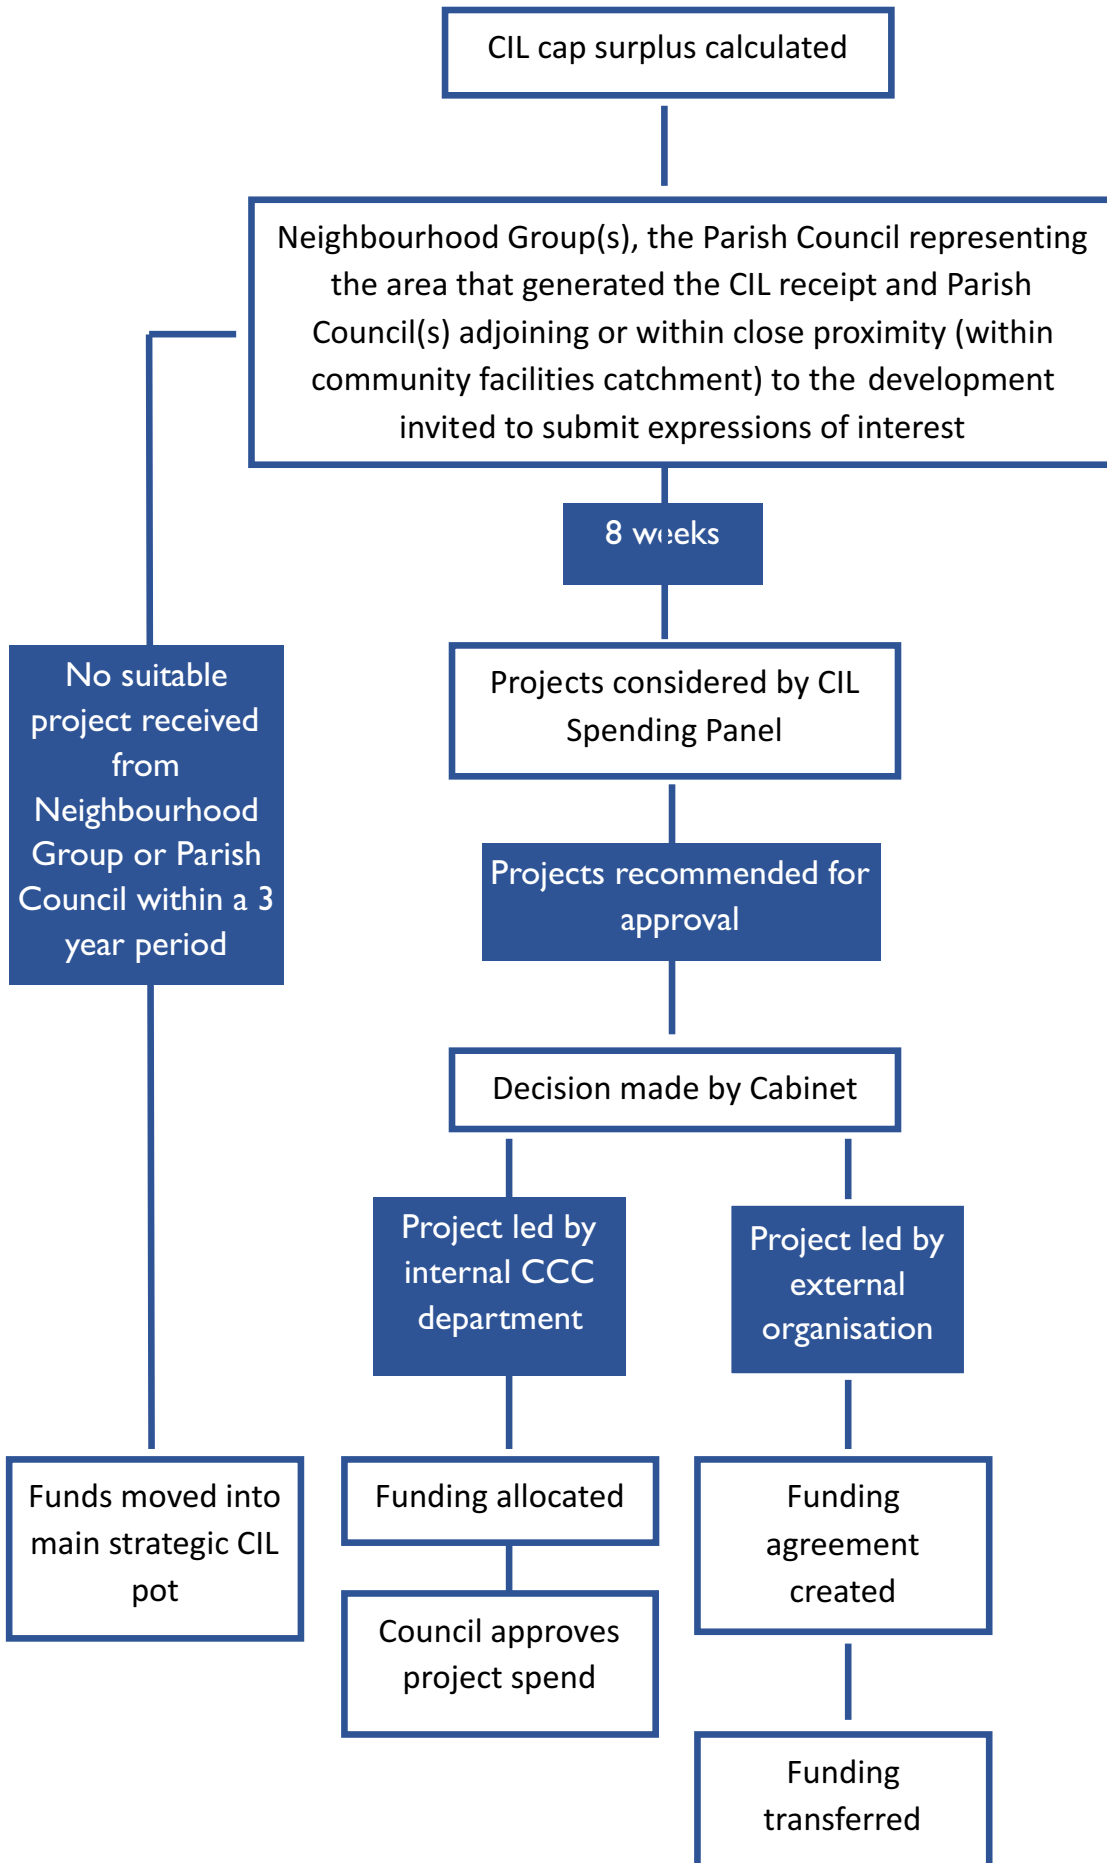 CIL cap surplus calculated
Neighbourhood Group(s), the Parish Council representing
the area that generated the CIL receipt and Parish
Council(s) adjoining or within close proximity (within
community facilities catchment) to the development
invited to submit expressions of interest
8 weeks
No suitable
project received
from
Neighbourhood
Group or Parish
Council within a 3
year period
Projects considered by CIL
Spending Panel
Projects recommended for
approval
Decision made by Cabinet
Project led by
internal CCC
department
Project led by
external
organisation
Funds moved into
main strategic CIL
pot
Funding allocated
Council approves
project spend
Funding
agreement
created
Funding
transferred